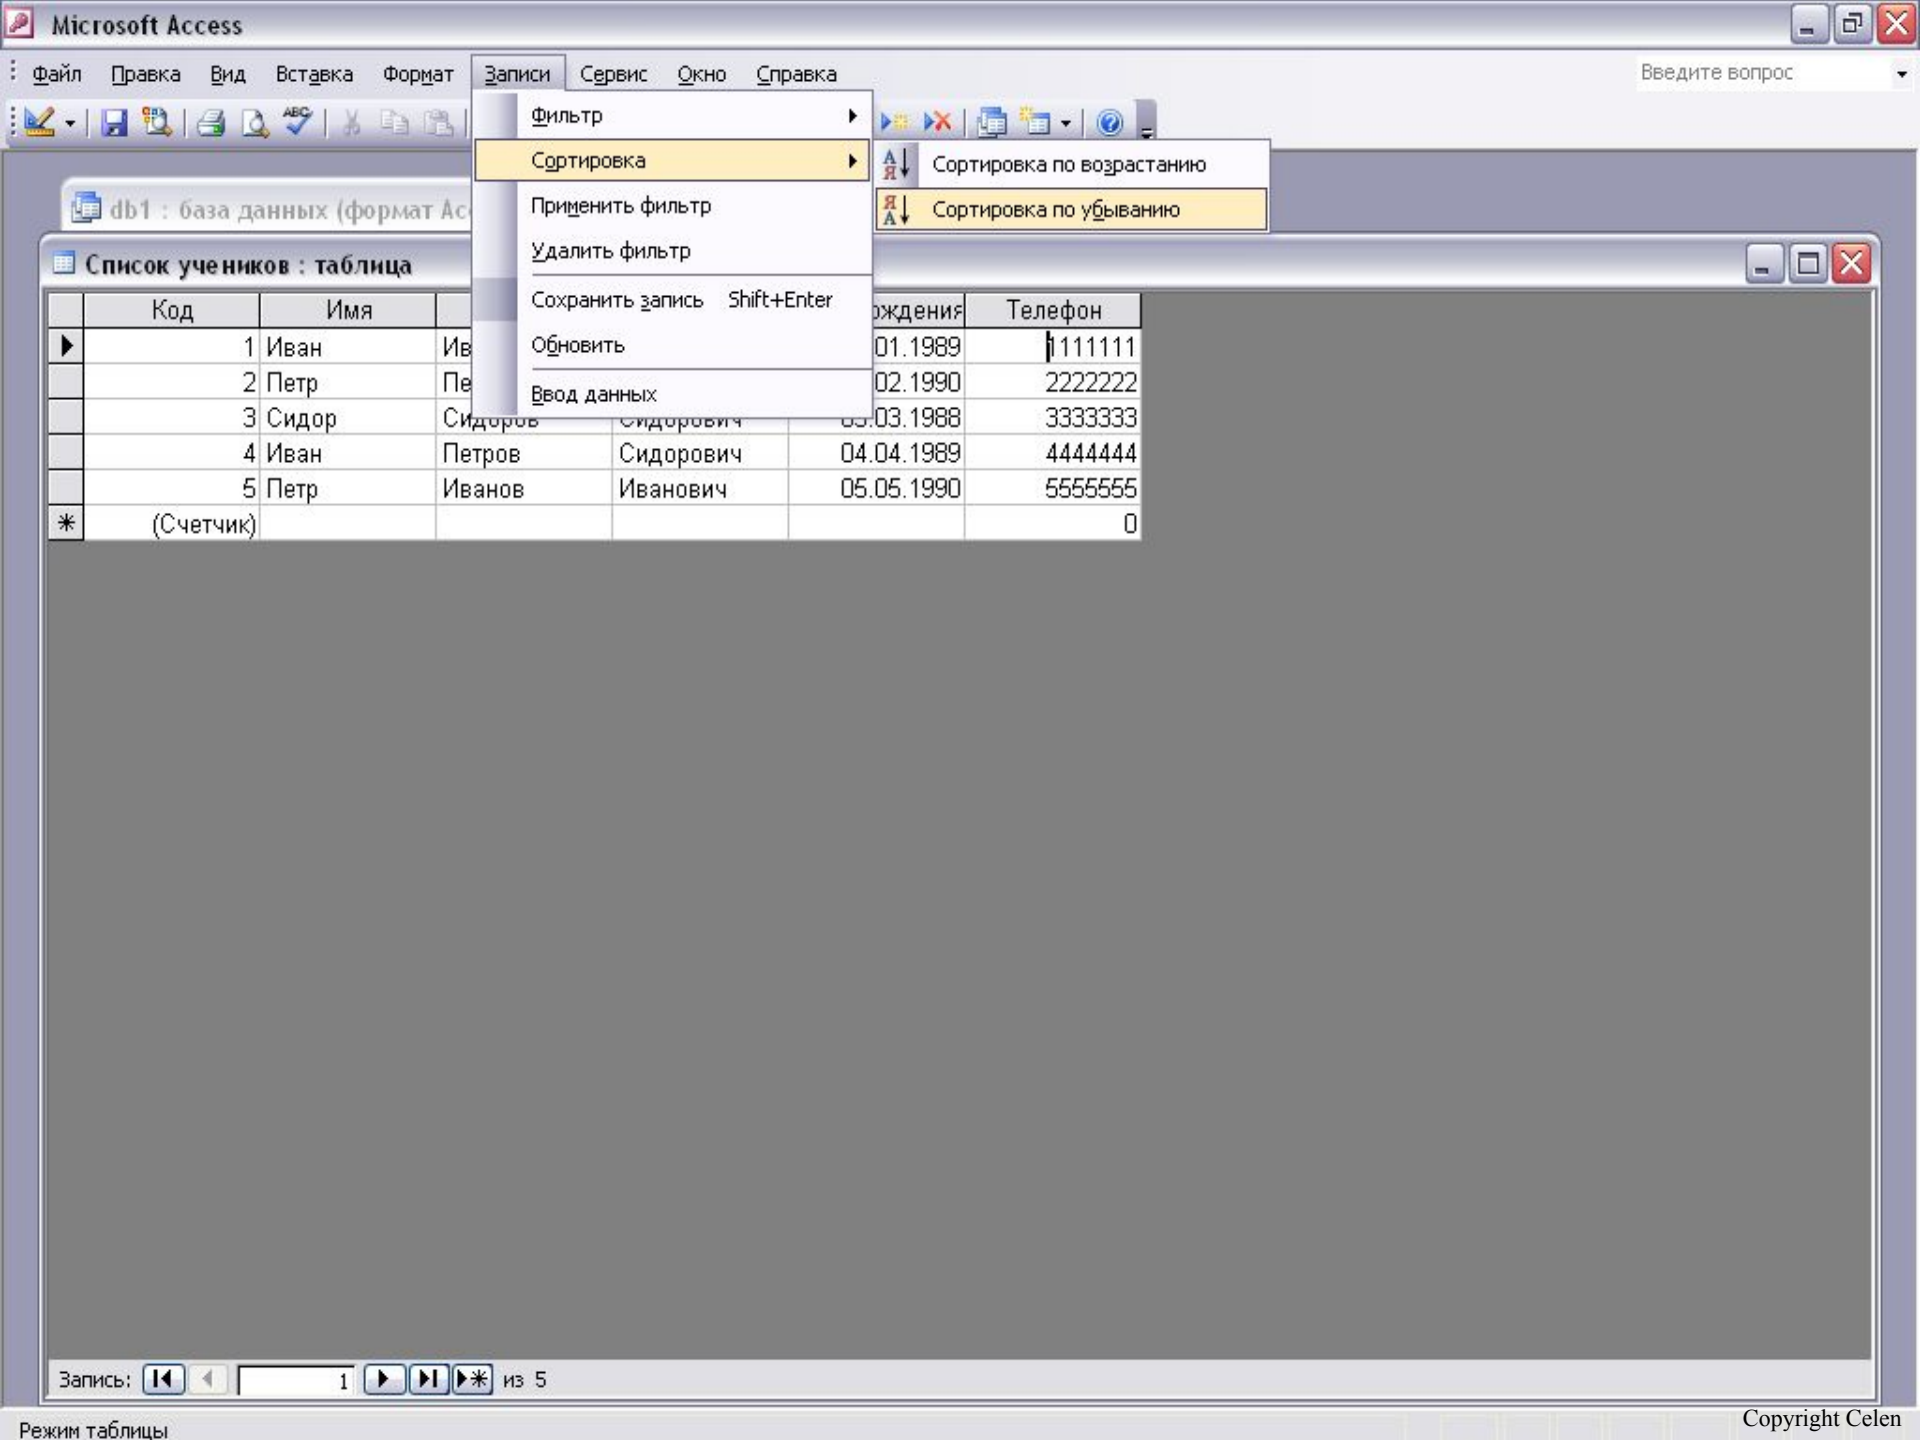 Microsoft Access
Файл Правка Вид Вставка Формат Записи Сервис Окно Справка Введите вопрос
Фильтр
Сортировка
Сортировка по возрастанию
Применить фильтр
Сортировка по убыванию
db1 : база данных (формат Ac
Удалить фильтр
Список учеников : таблица
Сохранить запись Shift+Enter
Код Имя ождения Телефон
Обновить
1 Иван Ив 01.1989 1111111
2 Петр Пе 02.1990 2222222
Ввод данных
3 Сидор Сидоров Сидорович 03.03.1988 3333333
4 Иван Петров Сидорович 04.04.1989 4444444
5 Петр Иванов Иванович 05.05.1990 5555555
(Счетчик) 0
Запись: 1 из 5
Режим таблицы
Copyright Celen